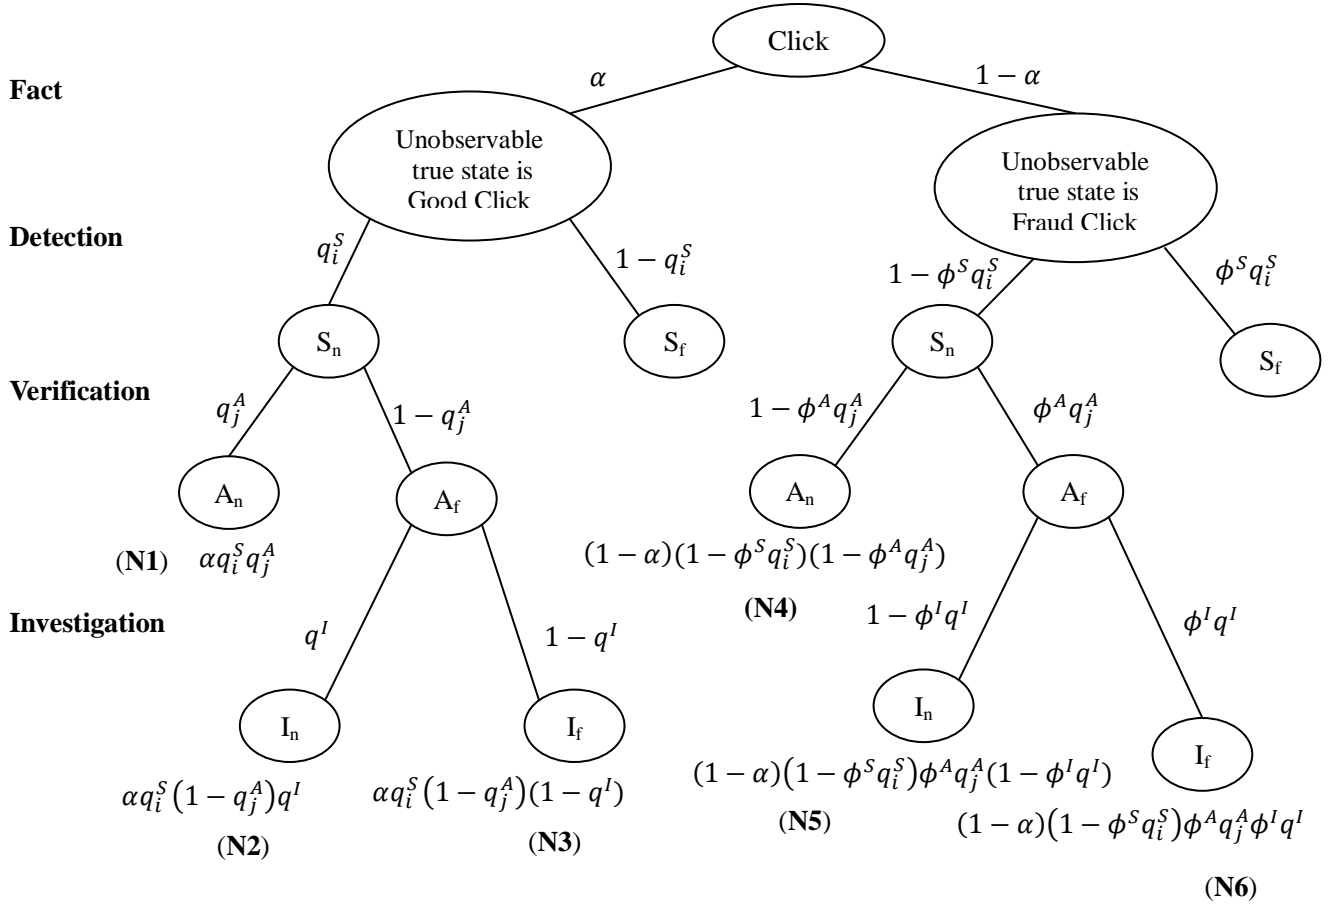 Click
α
1 − α
Fact
Unobservable
true state is
Good Click
Unobservable
true state is
Fraud Click
Detection
q_i^S
1 − q_i^S
1 − ϕ^S q_i^S
ϕ^S q_i^S
S_n
S_f
S_n
S_f
Verification
q_j^A
1 − q_j^A
1 − ϕ^A q_j^A
ϕ^A q_j^A
A_n
A_f
A_n
A_f
(N1) αq_i^S q_j^A
(1 − α)(1 − ϕ^S q_i^S)(1 − ϕ^A q_j^A)
(N4)
Investigation
q^I
1 − q^I
1 − ϕ^I q^I
ϕ^I q^I
I_n
I_f
I_n
I_f
αq_i^S(1 − q_j^A)q^I
(N2)
αq_i^S(1 − q_j^A)(1 − q^I)
(N3)
(1 − α)(1 − ϕ^S q_i^S)ϕ^A q_j^A(1 − ϕ^I q^I)
(N5)
(1 − α)(1 − ϕ^S q_i^S)ϕ^A q_j^A ϕ^I q^I
(N6)